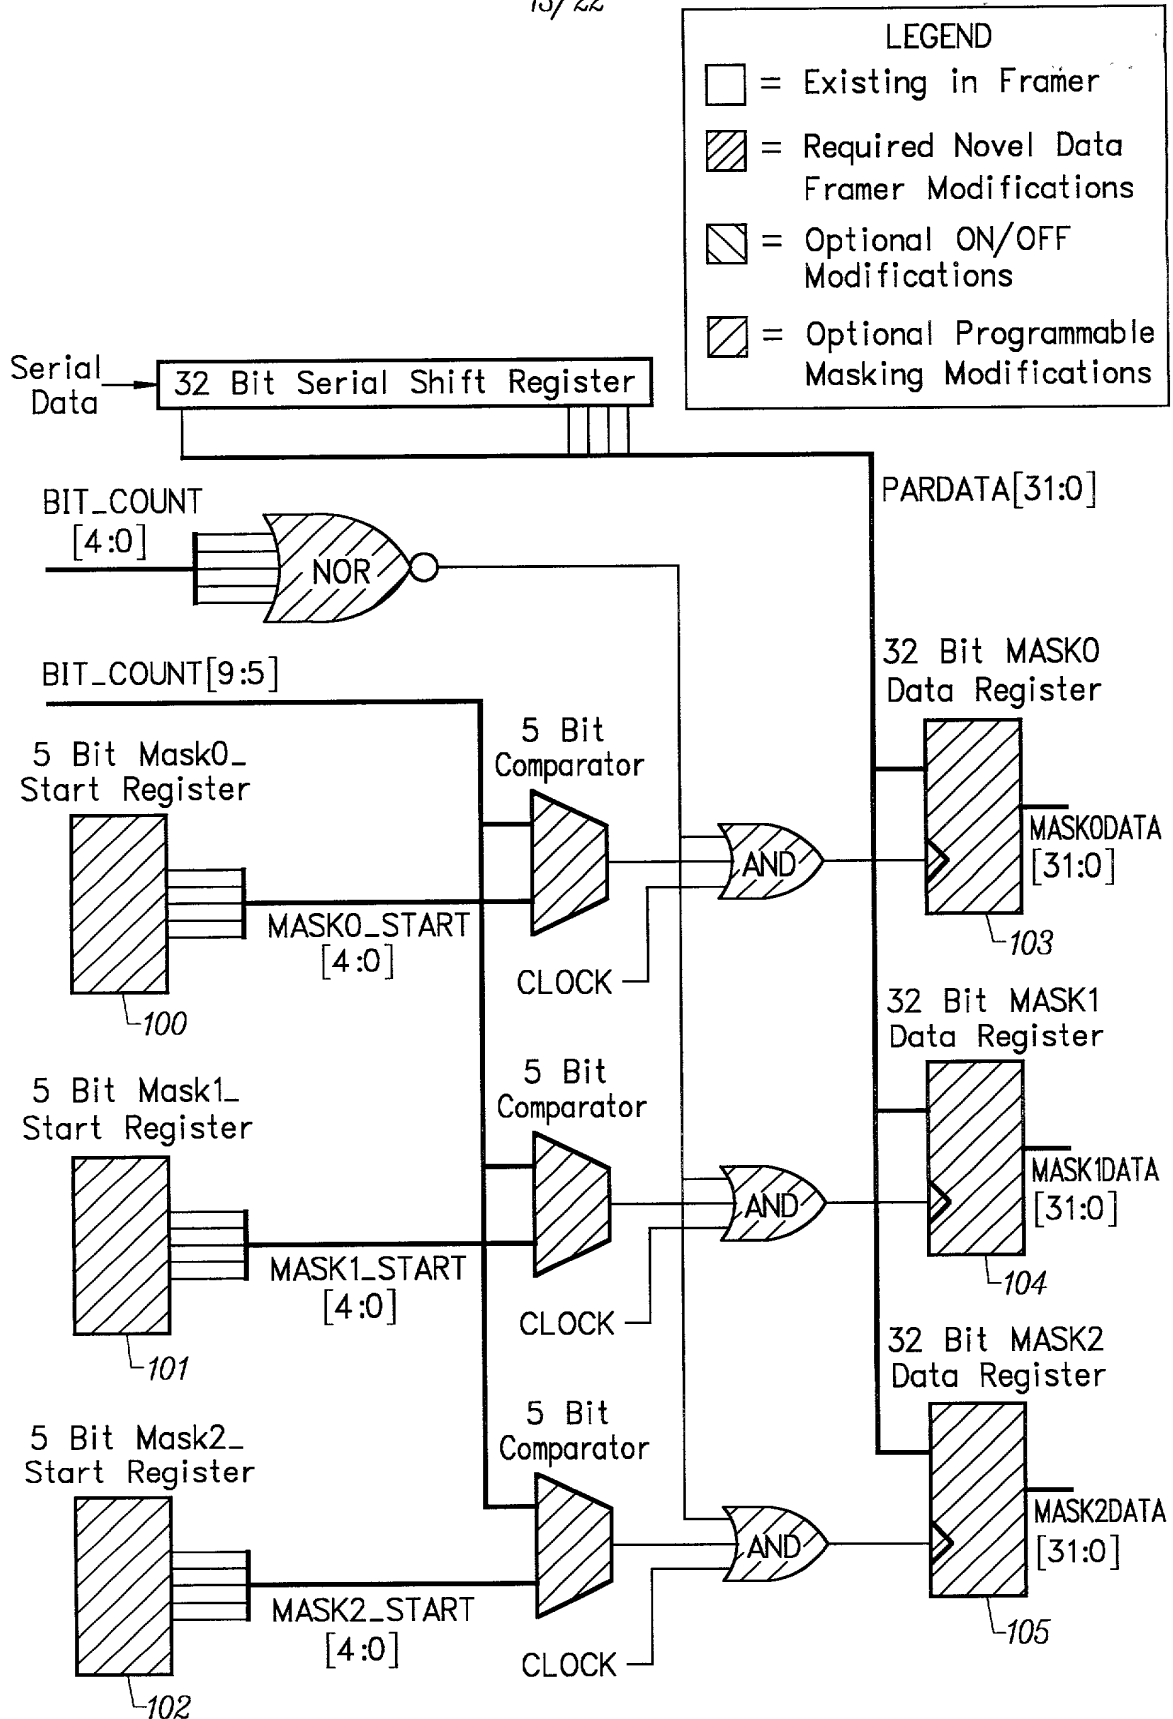 13/22
LEGEND
= Existing in Framer
= Required Novel Data
Framer Modifications
= Optional ON/OFF
Modifications
= Optional Programmable
Masking Modifications
Serial
Data
32 Bit Serial Shift Register
PARDATA[31:0]
BIT_COUNT
[4:0]
NOR
BIT_COUNT[9:5]
32 Bit MASK0
Data Register
5 Bit
Comparator
5 Bit Mask0_
Start Register
AND
MASK0DATA
[31:0]
MASK0_START
[4:0]
CLOCK
103
100
32 Bit MASK1
Data Register
5 Bit
Comparator
5 Bit Mask1_
Start Register
AND
MASK1DATA
[31:0]
MASK1_START
[4:0]
CLOCK
104
101
32 Bit MASK2
Data Register
5 Bit
Comparator
5 Bit Mask2_
Start Register
AND
MASK2DATA
[31:0]
MASK2_START
[4:0]
CLOCK
105
102